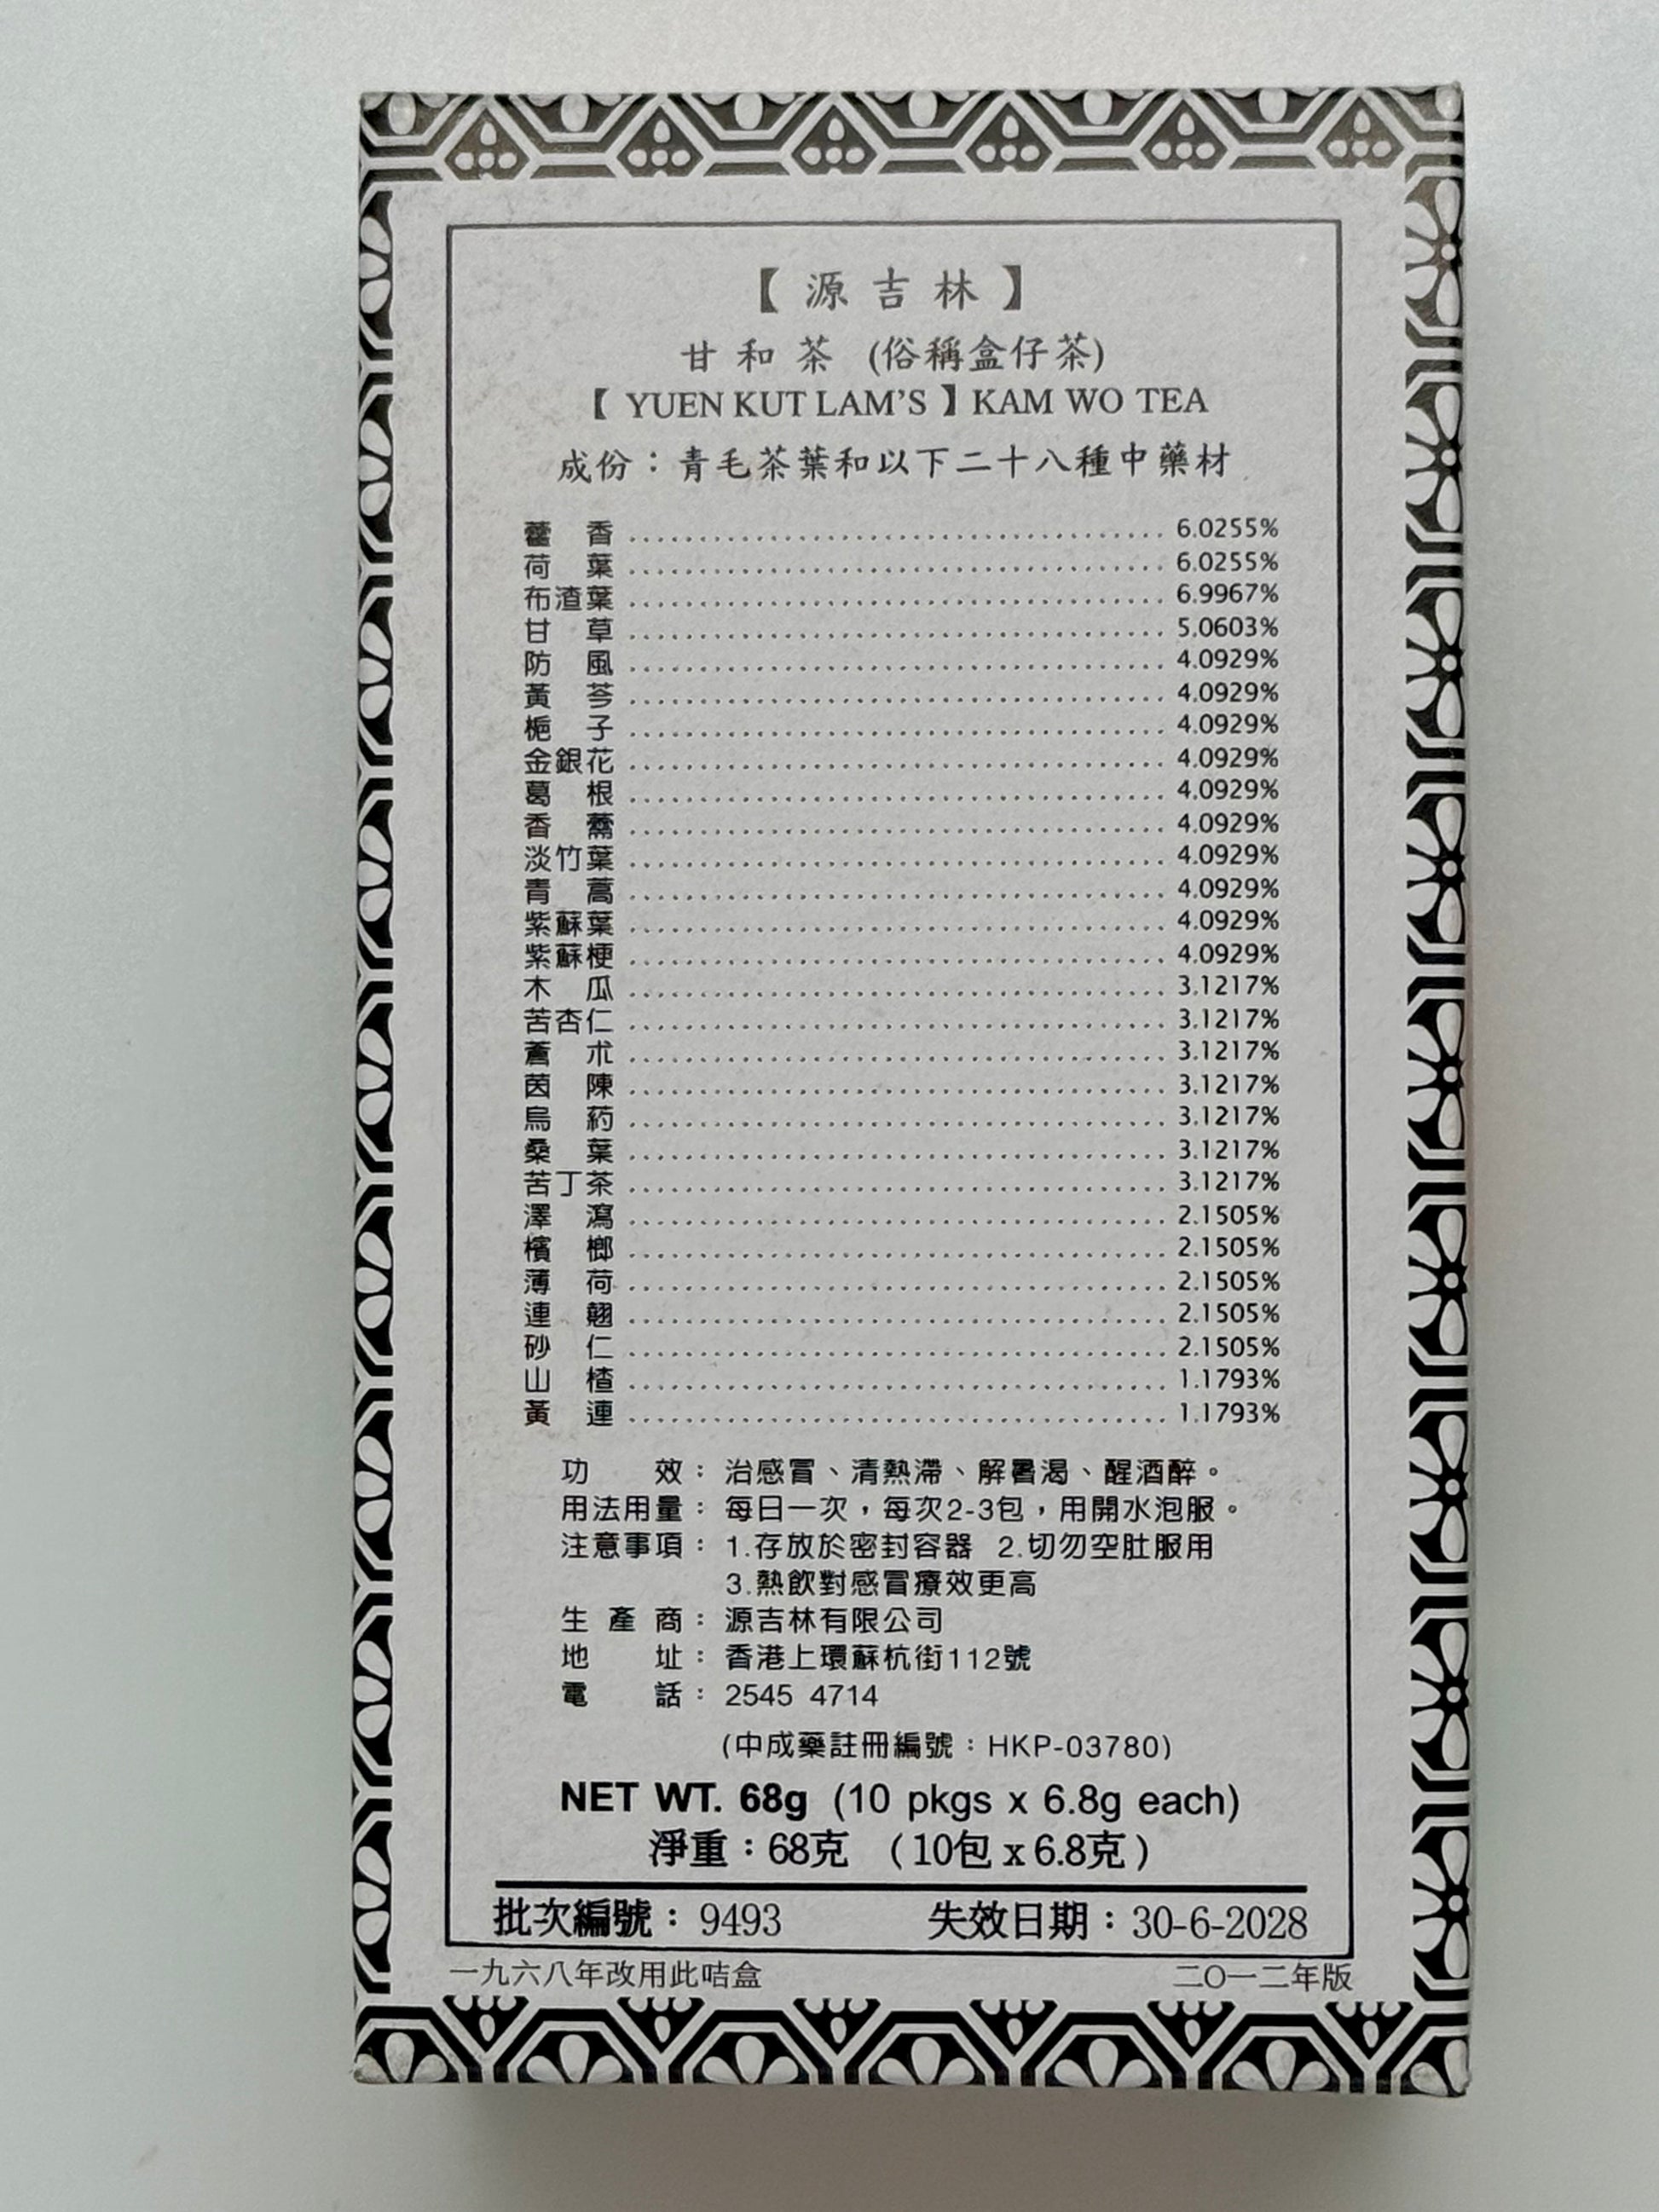 【源吉林】
甘和茶 (俗稱盒仔茶)
【YUEN KUT LAM'S】KAM WO TEA
成份：青毛茶葉和以下二十八種中藥材
藿香 6.0255%
荷葉 6.0255%
布渣葉 6.9967%
甘草 5.0603%
防風 4.0929%
黃芩 4.0929%
梔子 4.0929%
金銀花 4.0929%
葛根 4.0929%
香薷 4.0929%
淡竹葉 4.0929%
青蒿 4.0929%
紫蘇葉 4.0929%
紫蘇梗 4.0929%
木瓜 3.1217%
苦杏仁 3.1217%
蒼朮 3.1217%
茵陳 3.1217%
烏葯 3.1217%
桑葉 3.1217%
苦丁茶 3.1217%
澤瀉 2.1505%
檳榔 2.1505%
薄荷 2.1505%
連翹 2.1505%
砂仁 2.1505%
山楂 1.1793%
黃連 1.1793%
功效：治感冒、清熱滯、解暑渴、醒酒醉。
用法用量：每日一次，每次2-3包，用開水泡服。
注意事項：1.存放於密封容器 2.切勿空肚服用
3.熱飲對感冒療效更高
生產商：源吉林有限公司
地址：香港上環蘇杭街112號
電話：2545 4714
(中成藥註冊編號：HKP-03780)
NET WT. 68g (10 pkgs x 6.8g each)
淨重：68克 (10包 x 6.8克)
批次編號：9493 失效日期：30-6-2028
一九六八年改用此咭盒 二〇一二年版